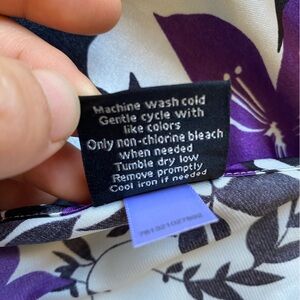 Machine wash cold
Gentle cycle with
like colors
Only non-chlorine bleach
when needed
Tumble dry low
Remove promptly
Cool iron if needed